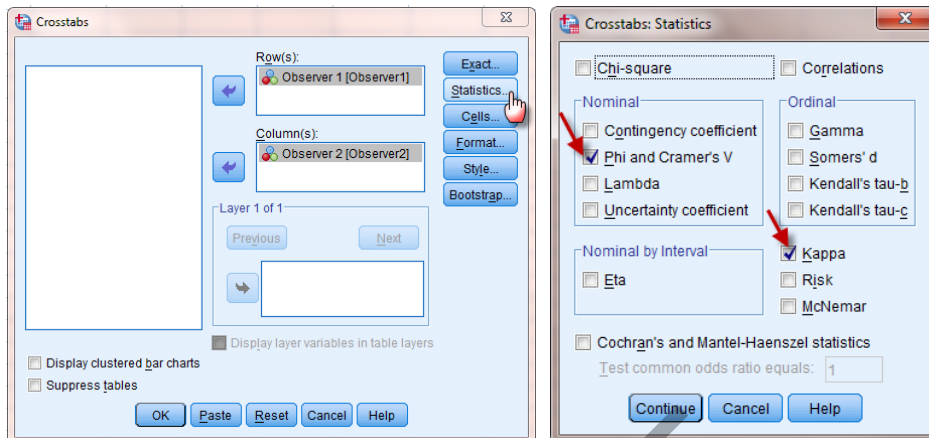 Crosstabs
Row(s):
Observer 1 [Observer1]
Column(s):
Observer 2 [Observer2]
Layer 1 of 1
Previous
Next
Display layer variables in table layers
Exact...
Statistics...
Cells...
Format...
Style...
Bootstrap...
Display clustered bar charts
Suppress tables
OK
Paste
Reset
Cancel
Help
Crosstabs: Statistics
Chi-square
Correlations
Nominal
Contingency coefficient
Phi and Cramer's V
Lambda
Uncertainty coefficient
Ordinal
Gamma
Somers' d
Kendall's tau-b
Kendall's tau-c
Nominal by Interval
Eta
Kappa
Risk
McNemar
Cochran's and Mantel-Haenszel statistics
Test common odds ratio equals: 1
Continue
Cancel
Help